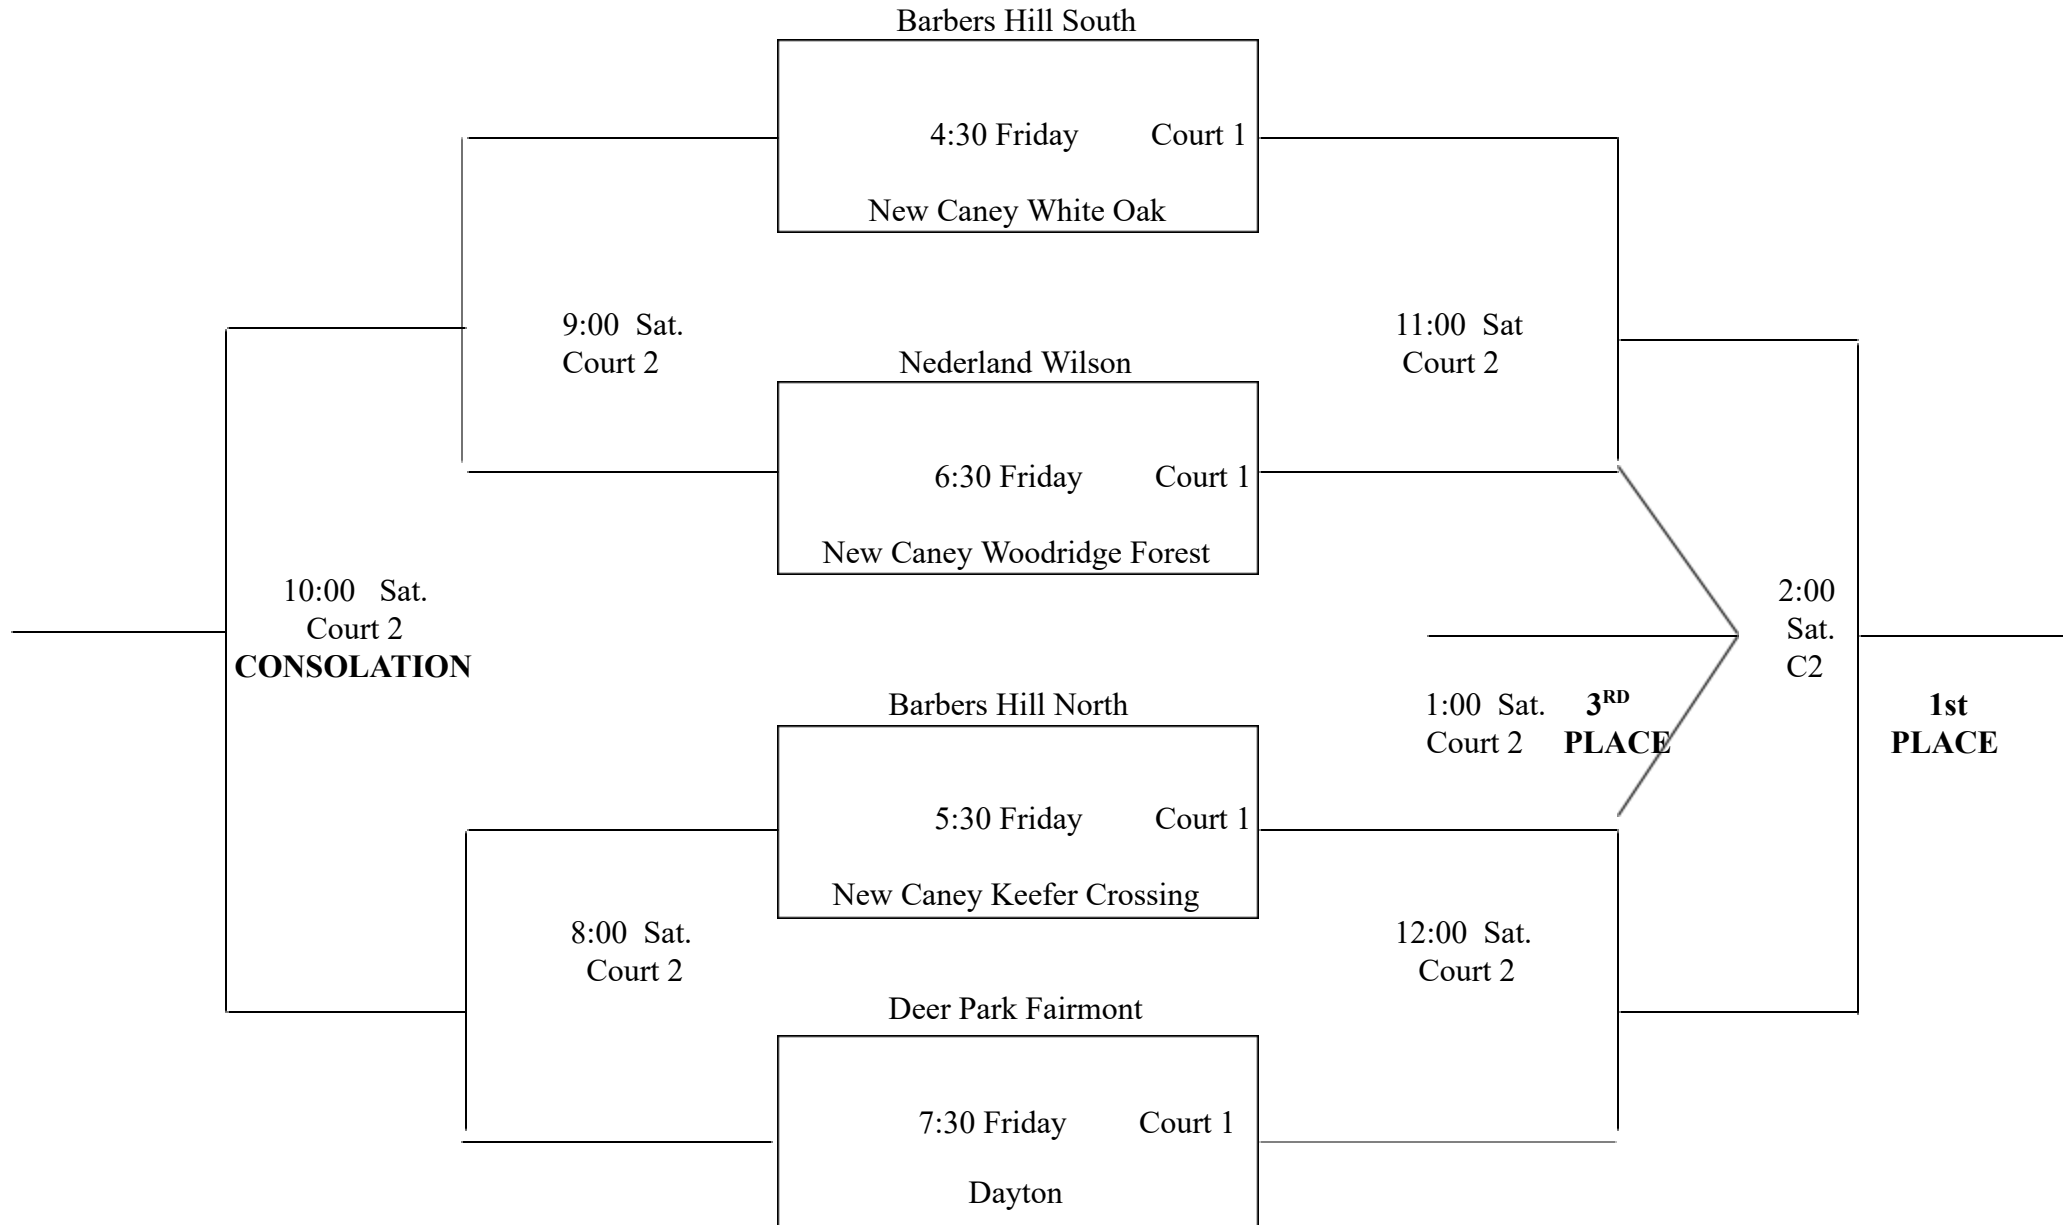 Barbers Hill South
4:30 Friday Court 1
New Caney White Oak
9:00 Sat.
Court 2
11:00 Sat
Court 2
Nederland Wilson
6:30 Friday Court 1
New Caney Woodridge Forest
10:00 Sat.
Court 2
CONSOLATION
2:00
Sat.
C2
Barbers Hill North
1:00 Sat. 3RD
Court 2 PLACE
1st
PLACE
5:30 Friday Court 1
New Caney Keefer Crossing
8:00 Sat.
Court 2
12:00 Sat.
Court 2
Deer Park Fairmont
7:30 Friday Court 1
Dayton